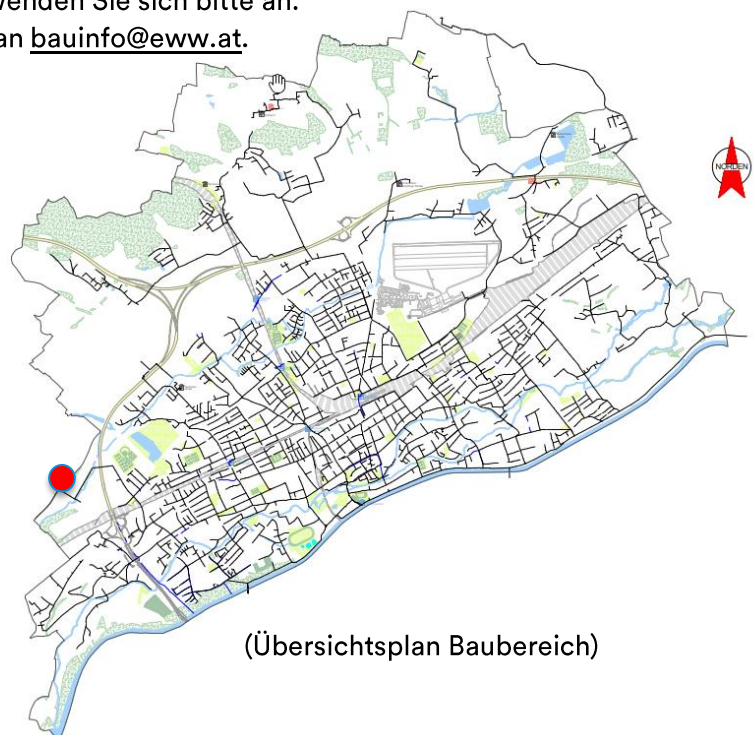 wenden Sie sich bitte an:
an bauinfo@eww.at.
NORDEN
F
(Übersichtsplan Baubereich)